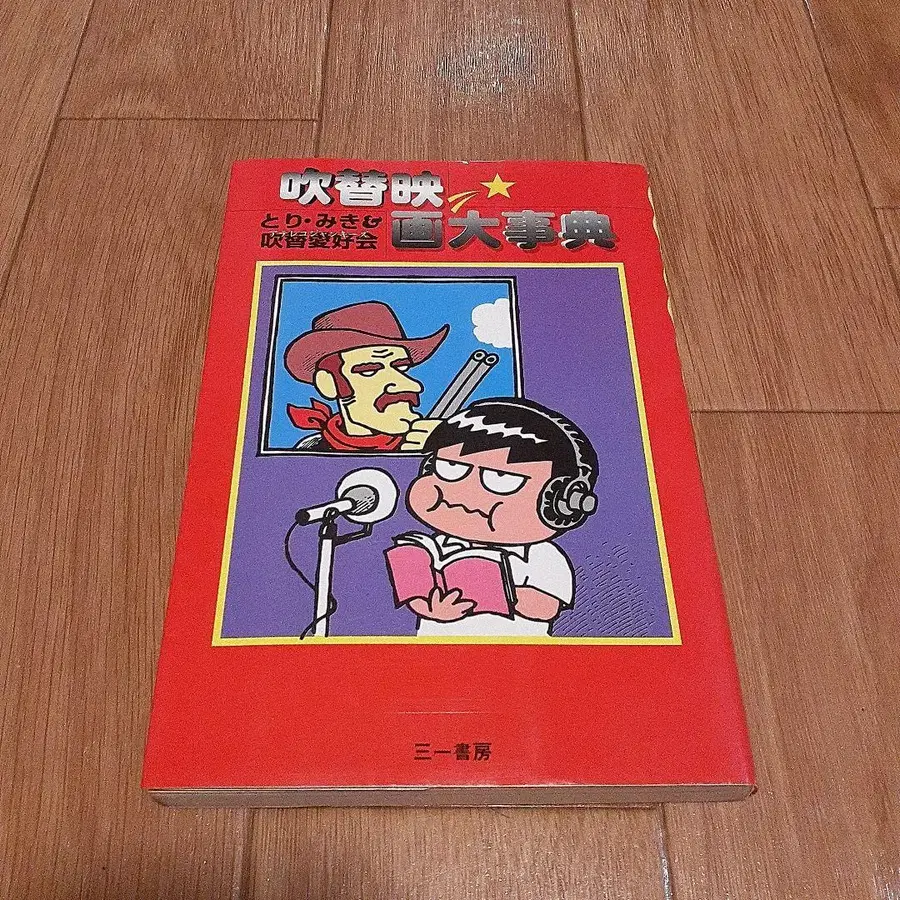 吹替映
画大事典
とり・みき&
吹替愛好会
三一書房